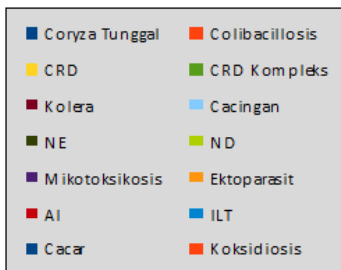 Coryza Tunggal Colibacillosis
CRD CRD Kompleks
Kolera Cacingan
NE ND
Mikotoksikosis Ektoparasit
AI ILT
Cacar Koksidiosis